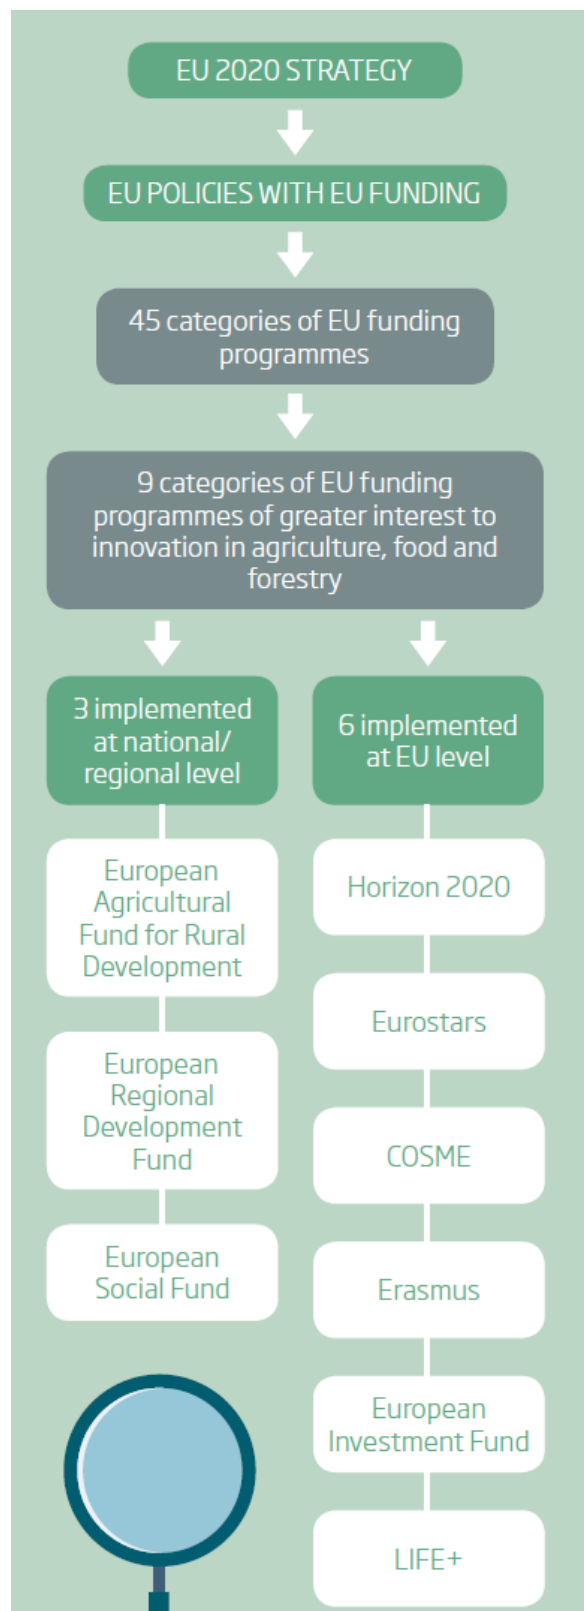 EU 2020 STRATEGY
EU POLICIES WITH EU FUNDING
45 categories of EU funding
programmes
9 categories of EU funding
programmes of greater interest to
innovation in agriculture, food and
forestry
3 implemented
at national/
regional level
European
Agricultural
Fund for Rural
Development
European
Regional
Development
Fund
European
Social Fund
6 implemented
at EU level
Horizon 2020
Eurostars
COSME
Erasmus
European
Investment Fund
LIFE+